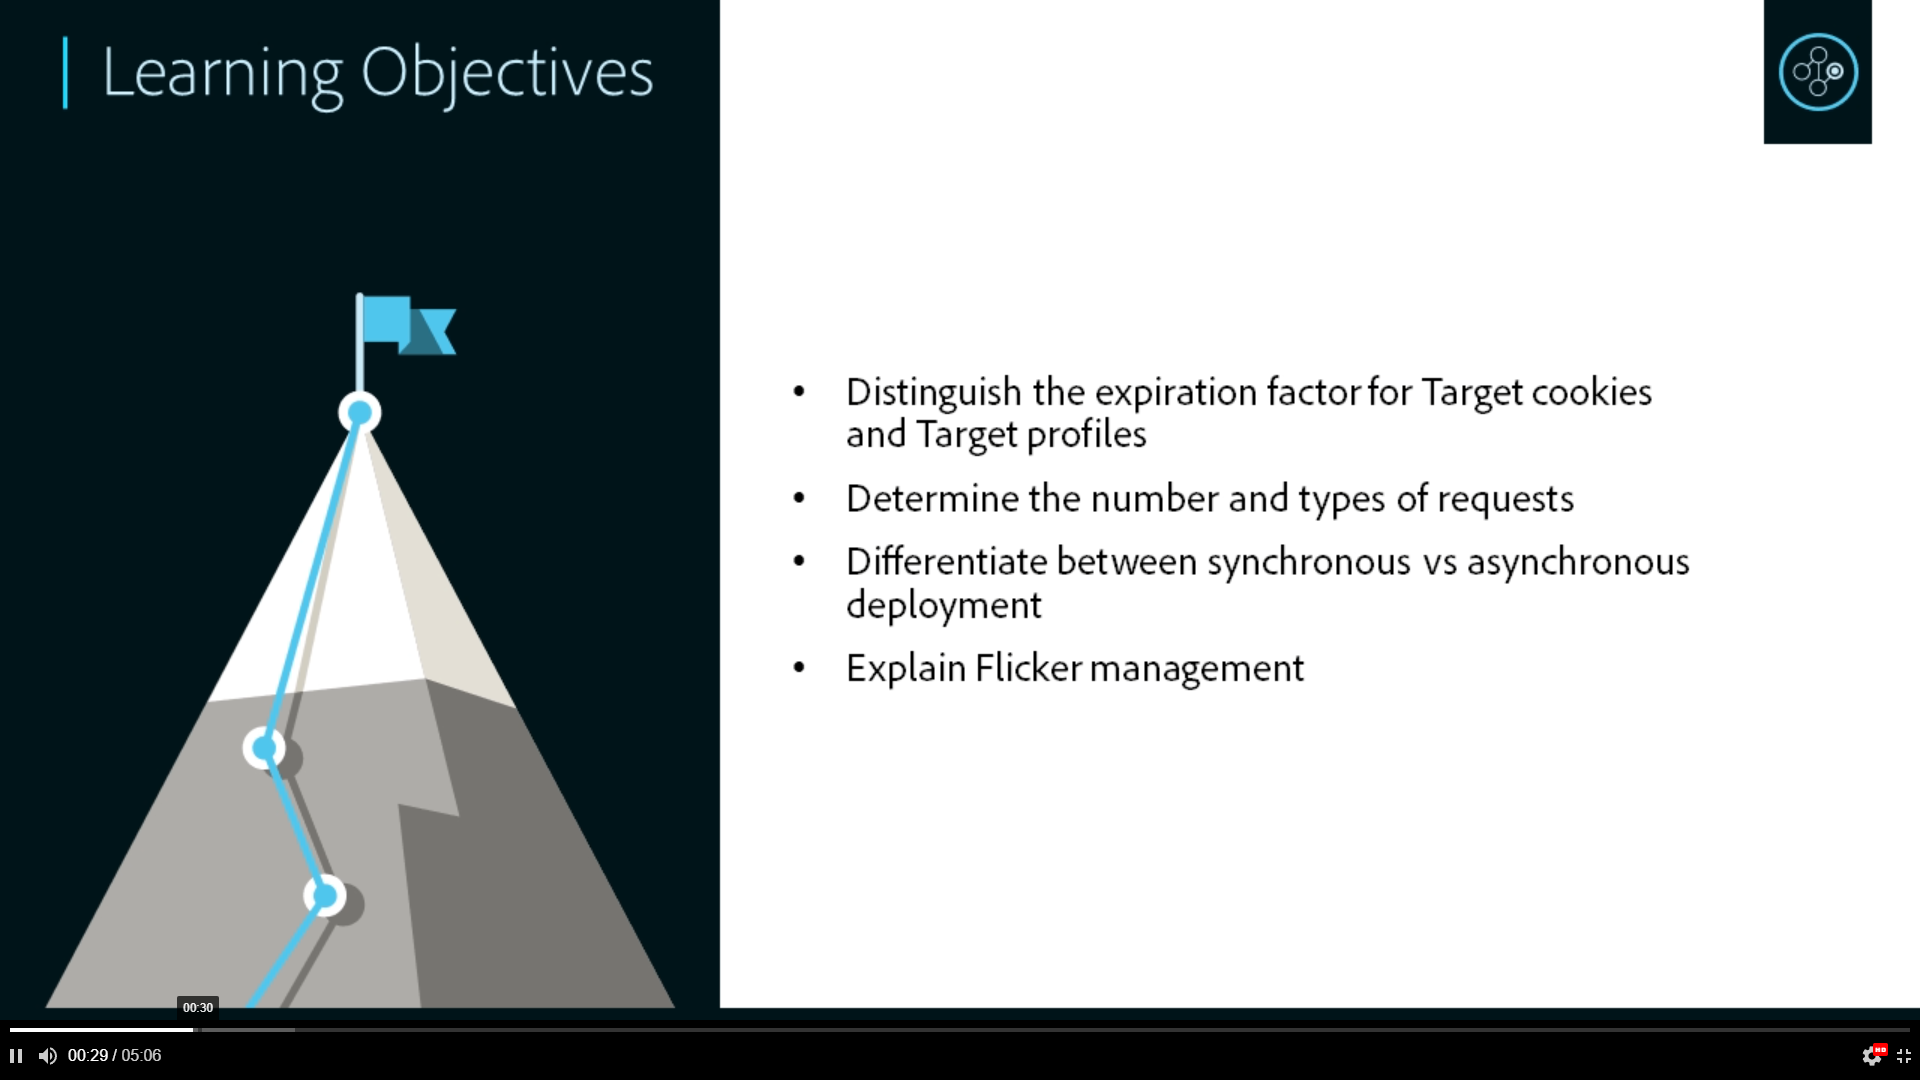 Learning Objectives
• Distinguish the expiration factor for Target cookies
and Target profiles
• Determine the number and types of requests
• Differentiate between synchronous vs asynchronous
deployment
• Explain Flicker management
00:30
00:29 / 05:06
HD